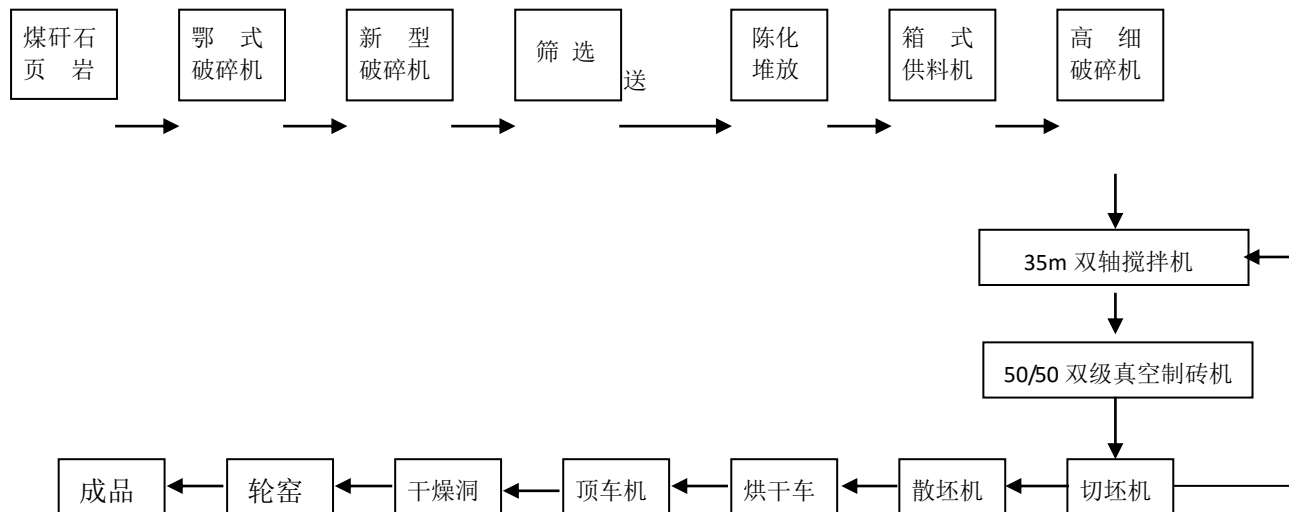 煤矸石
页 岩
鄂 式
破碎机
新 型
破碎机
筛 选
送
陈化
堆放
箱 式
供料机
高 细
破碎机
35m 双轴搅拌机
50/50 双级真空制砖机
成品
轮窑
干燥洞
顶车机
烘干车
散坯机
切坯机